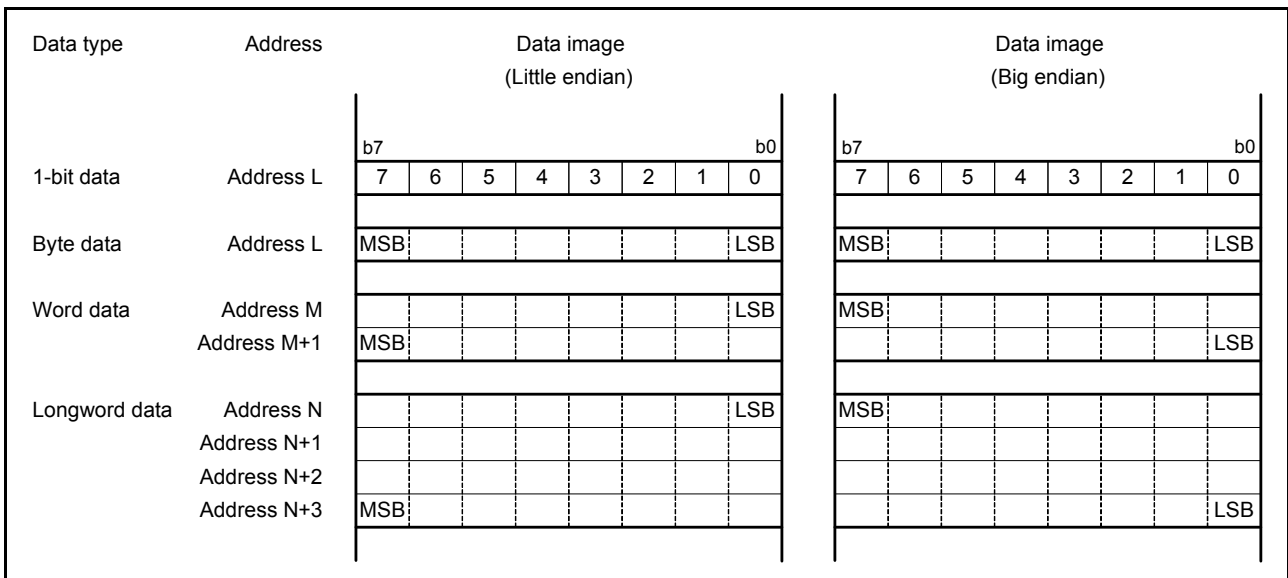 Data type Address Data image Data image
(Little endian) (Big endian)
b7 b0 b7 b0
1-bit data Address L 7 6 5 4 3 2 1 0 7 6 5 4 3 2 1 0
Byte data Address L MSB LSB MSB LSB
Word data Address M LSB MSB
Address M+1 MSB LSB
Longword data Address N LSB MSB
Address N+1
Address N+2
Address N+3 MSB LSB